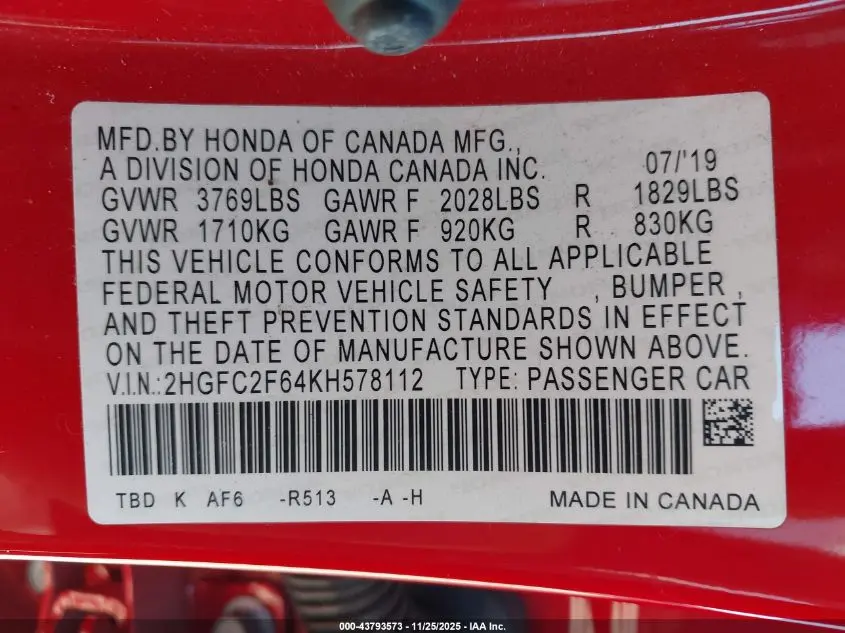 MFD.BY HONDA OF CANADA MFG.,
A DIVISION OF HONDA CANADA INC. 07/'19
GVWR 3769LBS GAWR F 2028LBS R 1829LBS
GVWR 1710KG GAWR F 920KG R 830KG
THIS VEHICLE CONFORMS TO ALL APPLICABLE
FEDERAL MOTOR VEHICLE SAFETY , BUMPER ,
AND THEFT PREVENTION STANDARDS IN EFFECT
ON THE DATE OF MANUFACTURE SHOWN ABOVE.
V.I.N.:2HGFC2F64KH578112 TYPE: PASSENGER CAR
TBD K AF6 -R513 -A -H MADE IN CANADA
000-43793573 - 11/25/2025 - IAA Inc.